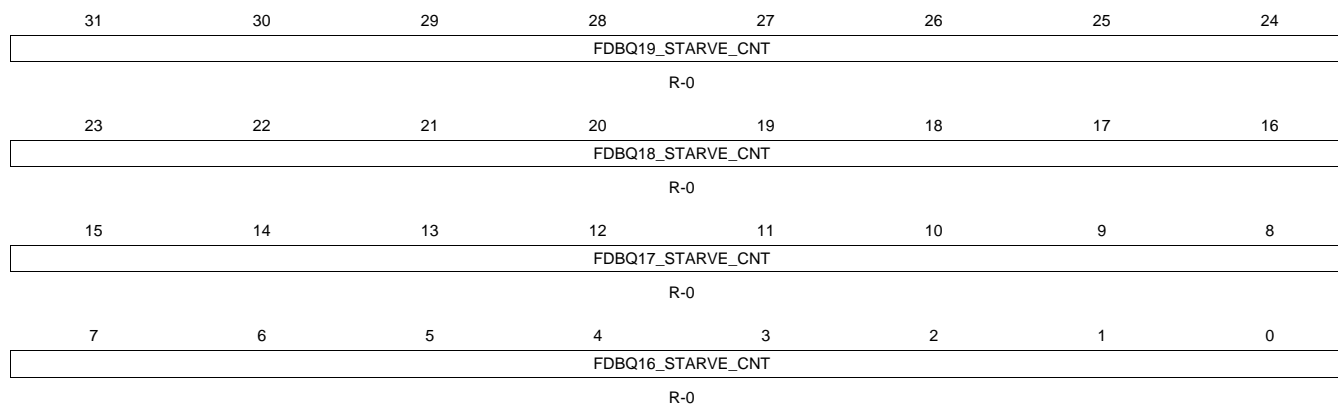 31 30 29 28 27 26 25 24
FDBQ19_STARVE_CNT
R-0
23 22 21 20 19 18 17 16
FDBQ18_STARVE_CNT
R-0
15 14 13 12 11 10 9 8
FDBQ17_STARVE_CNT
R-0
7 6 5 4 3 2 1 0
FDBQ16_STARVE_CNT
R-0